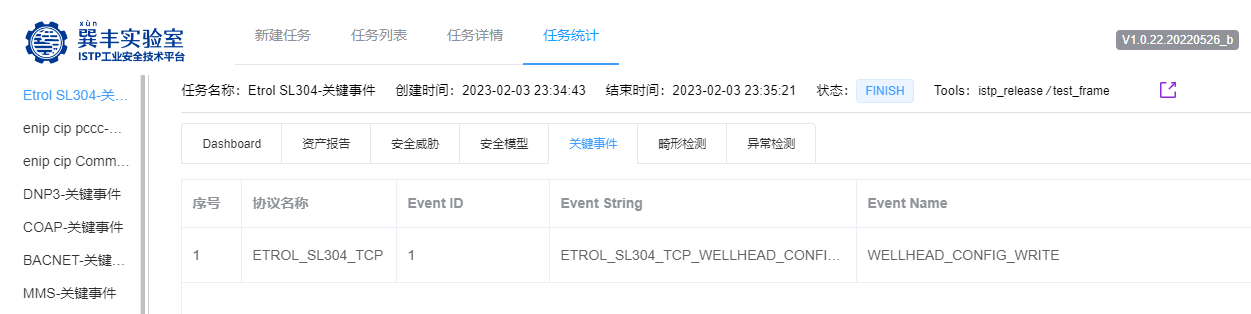 xùn
巽丰实验室
ISTP工业安全技术平台
新建任务 任务列表 任务详情 任务统计
V1.0.22.20220526_b
Etrol SL304-关…
enip cip pccc-…
enip cip Comm…
DNP3-关键事件
COAP-关键事件
BACNET-关键…
MMS-关键事件
任务名称：Etrol SL304-关键事件 创建时间：2023-02-03 23:34:43 结束时间：2023-02-03 23:35:21 状态： FINISH Tools：istp_release / test_frame
Dashboard 资产报告 安全威胁 安全模型 关键事件 畸形检测 异常检测
序号 协议名称 Event ID Event String Event Name
1 ETROL_SL304_TCP 1 ETROL_SL304_TCP_WELLHEAD_CONFI… WELLHEAD_CONFIG_WRITE